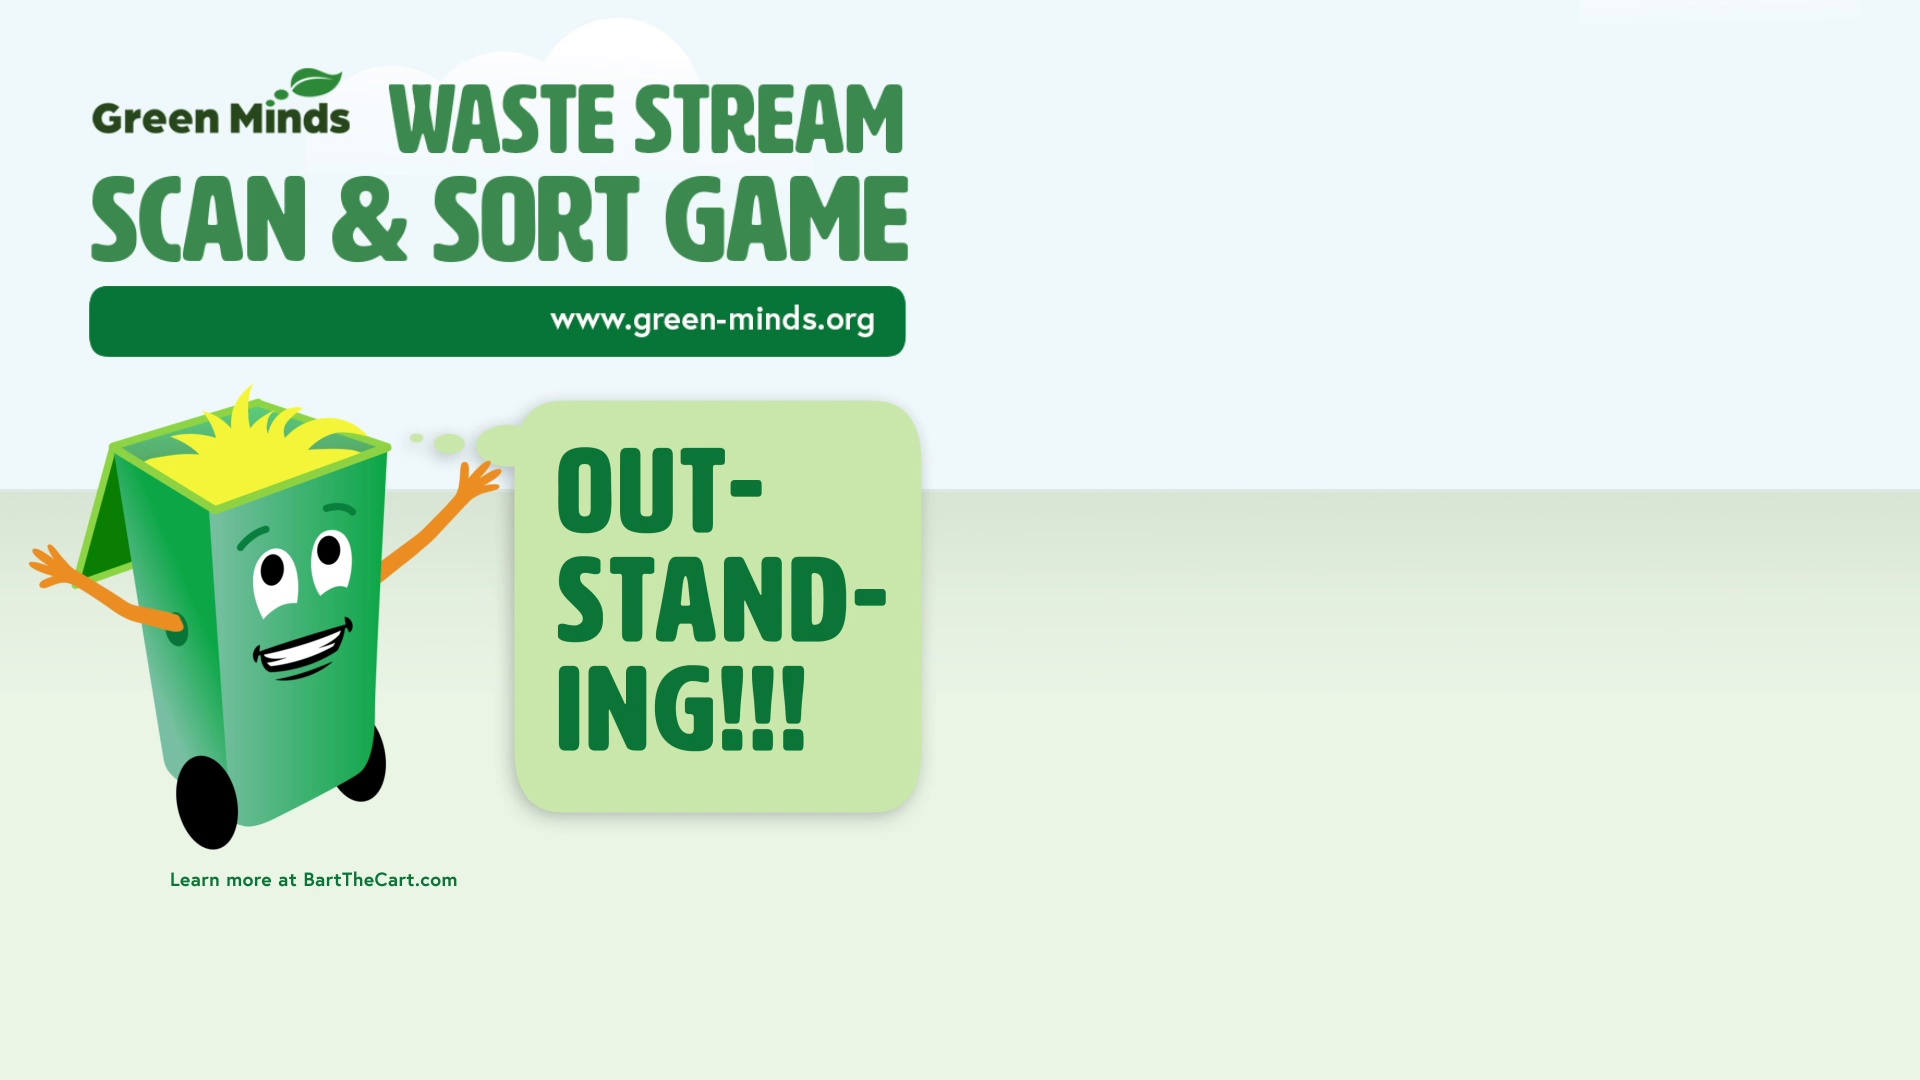 Green Minds WASTE STREAM
SCAN & SORT GAME
www.green-minds.org
OUT-
STAND-
ING!!!
Learn more at BartTheCart.com